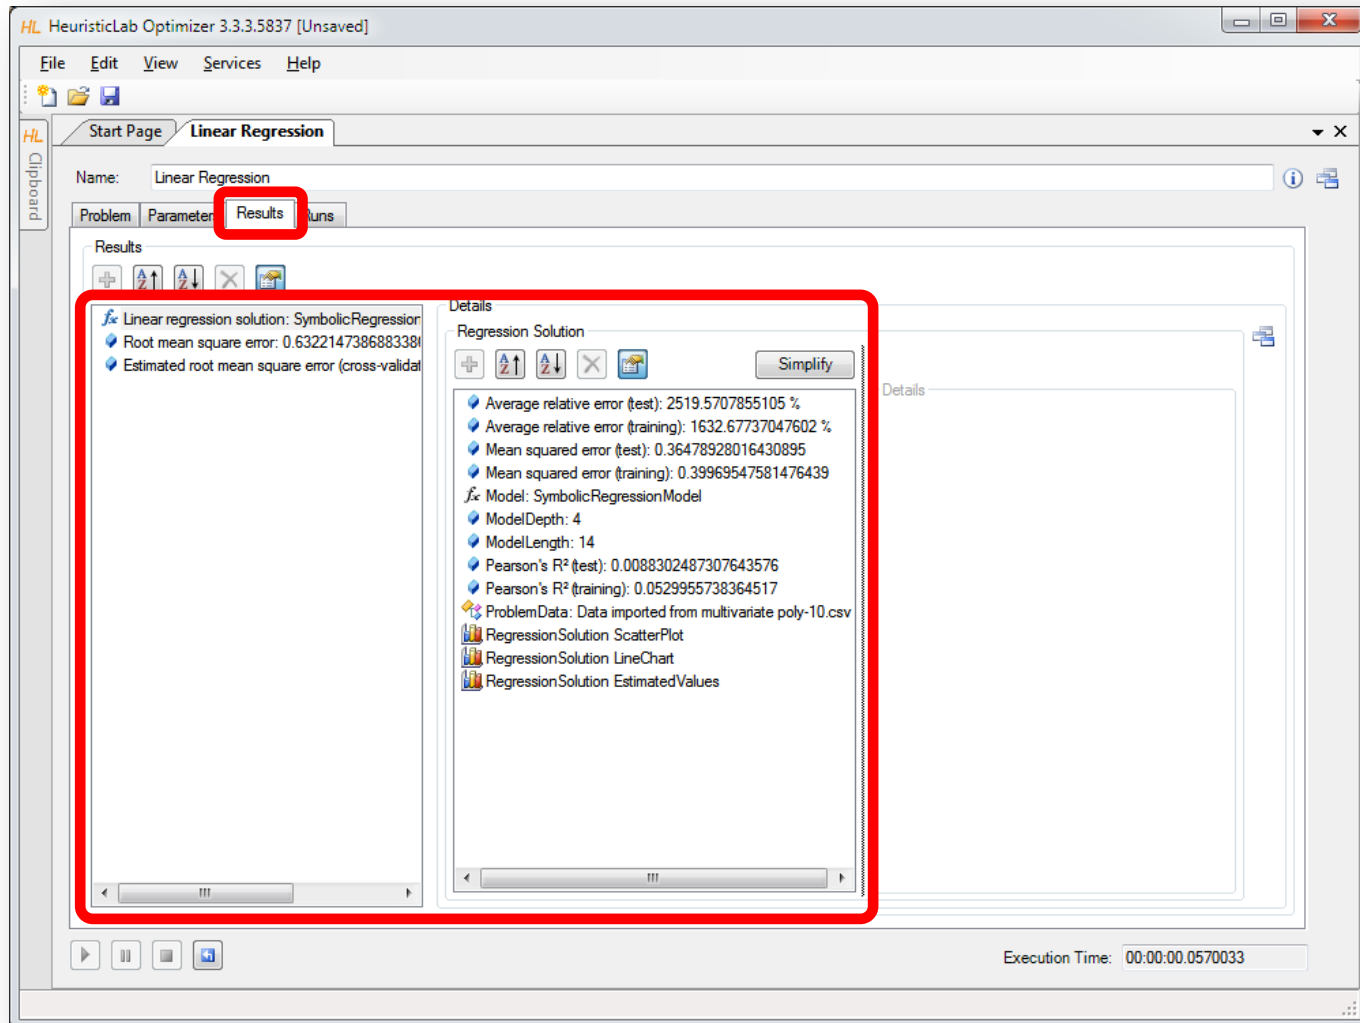 HL HeuristicLab Optimizer 3.3.3.5837 [Unsaved]
File Edit View Services Help
HL Clipboard
Start Page Linear Regression
Name: Linear Regression
Problem Parameter Results Runs
Results
Linear regression solution: SymbolicRegression
Root mean square error: 0.632214738688338
Estimated root mean square error (cross-validat
Details
Regression Solution
Simplify
Average relative error (test): 2519.5707855105 %
Average relative error (training): 1632.67737047602 %
Mean squared error (test): 0.36478928016430895
Mean squared error (training): 0.39969547581476439
Model: SymbolicRegressionModel
ModelDepth: 4
ModelLength: 14
Pearson's R² (test): 0.0088302487307643576
Pearson's R² (training): 0.0529955738364517
ProblemData: Data imported from multivariate poly-10.csv
RegressionSolution ScatterPlot
RegressionSolution LineChart
RegressionSolution EstimatedValues
Details
Execution Time: 00:00:00.0570033